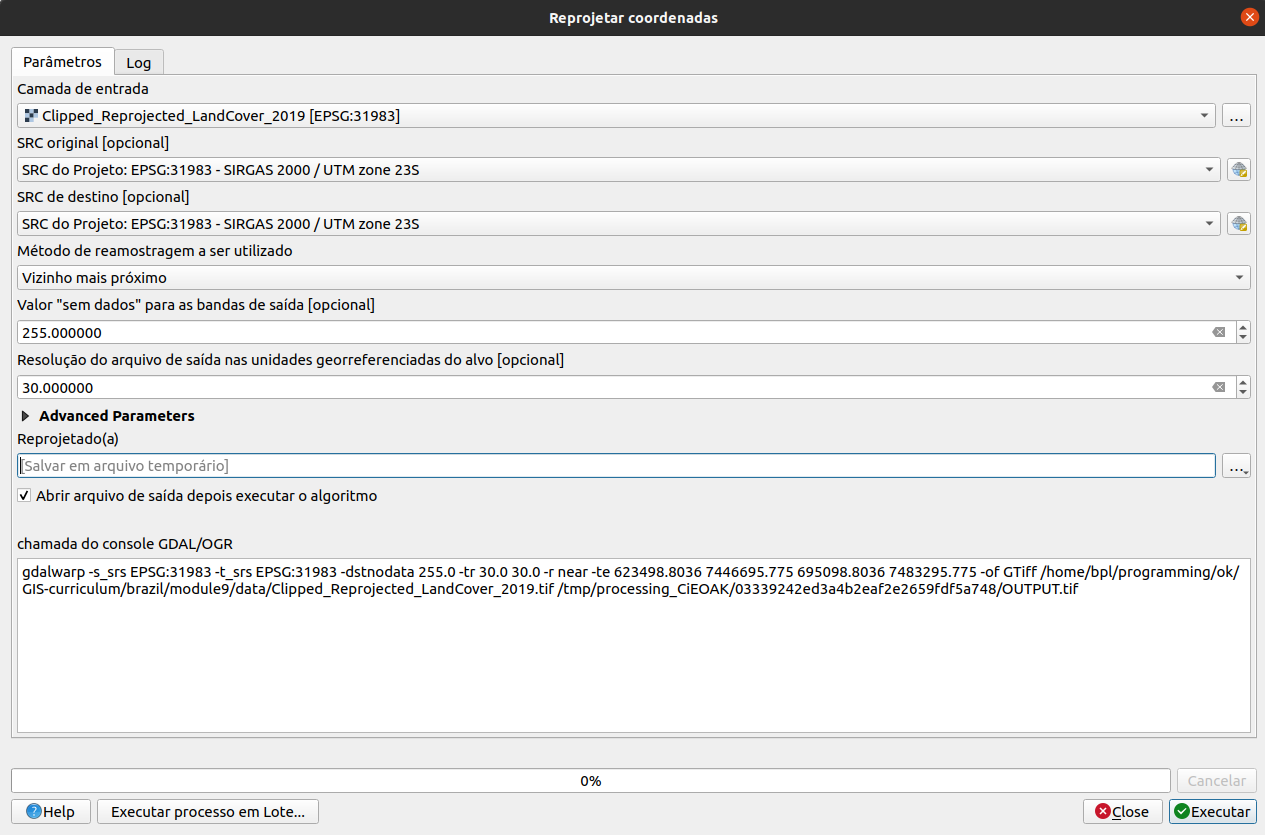 Reprojetar coordenadas
Parâmetros
Log
Camada de entrada
Clipped_Reprojected_LandCover_2019 [EPSG:31983]
...
SRC original [opcional]
SRC do Projeto: EPSG:31983 - SIRGAS 2000 / UTM zone 23S
SRC de destino [opcional]
SRC do Projeto: EPSG:31983 - SIRGAS 2000 / UTM zone 23S
Método de reamostragem a ser utilizado
Vizinho mais próximo
Valor "sem dados" para as bandas de saída [opcional]
255.000000
Resolução do arquivo de saída nas unidades georreferenciadas do alvo [opcional]
30.000000
Advanced Parameters
Reprojetado(a)
[Salvar em arquivo temporário]
...
Abrir arquivo de saída depois executar o algoritmo
chamada do console GDAL/OGR
gdalwarp -s_srs EPSG:31983 -t_srs EPSG:31983 -dstnodata 255.0 -tr 30.0 30.0 -r near -te 623498.8036 7446695.775 695098.8036 7483295.775 -of GTiff /home/bpl/programming/ok/
GIS-curriculum/brazil/module9/data/Clipped_Reprojected_LandCover_2019.tif /tmp/processing_CiEOAK/03339242ed3a4b2eaf2e2659fdf5a748/OUTPUT.tif
0%
Cancelar
Help
Executar processo em Lote...
Close
Executar